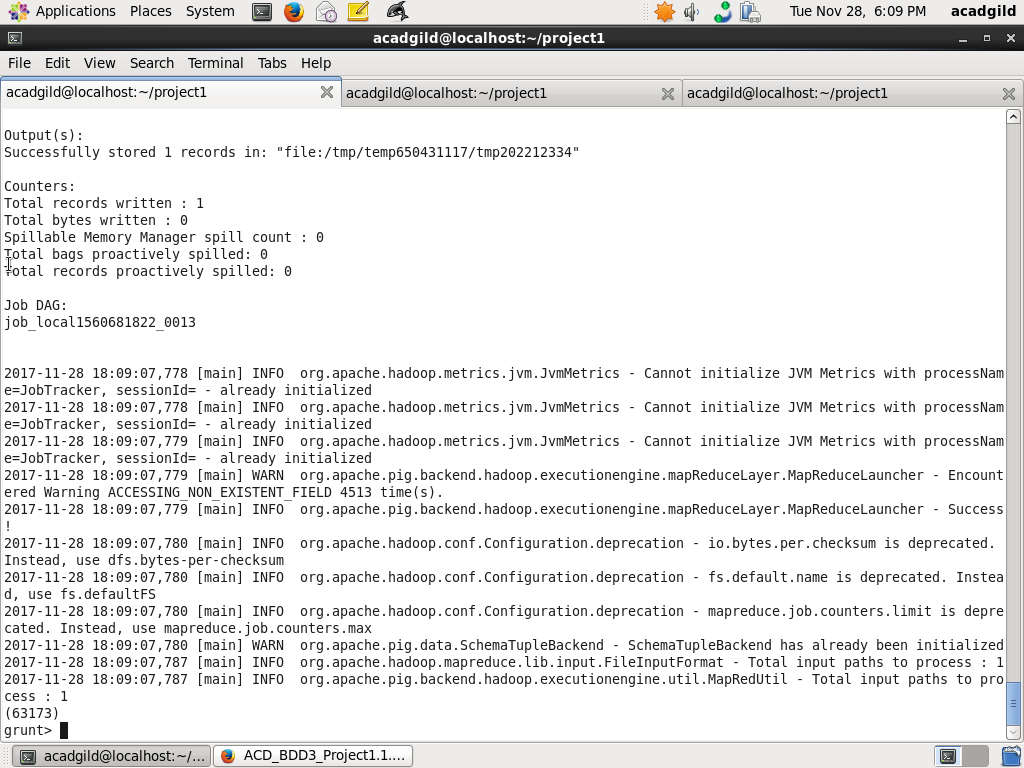 Applications Places System
Tue Nov 28, 6:09 PM acadgild
acadgild@localhost:~/project1
File Edit View Search Terminal Tabs Help
acadgild@localhost:~/project1 acadgild@localhost:~/project1 acadgild@localhost:~/project1
Output(s):
Successfully stored 1 records in: "file:/tmp/temp650431117/tmp202212334"
Counters:
Total records written : 1
Total bytes written : 0
Spillable Memory Manager spill count : 0
Total bags proactively spilled: 0
Total records proactively spilled: 0
Job DAG:
job_local1560681822_0013
2017-11-28 18:09:07,778 [main] INFO  org.apache.hadoop.metrics.jvm.JvmMetrics - Cannot initialize JVM Metrics with processNam
e=JobTracker, sessionId= - already initialized
2017-11-28 18:09:07,778 [main] INFO  org.apache.hadoop.metrics.jvm.JvmMetrics - Cannot initialize JVM Metrics with processNam
e=JobTracker, sessionId= - already initialized
2017-11-28 18:09:07,779 [main] INFO  org.apache.hadoop.metrics.jvm.JvmMetrics - Cannot initialize JVM Metrics with processNam
e=JobTracker, sessionId= - already initialized
2017-11-28 18:09:07,779 [main] WARN  org.apache.pig.backend.hadoop.executionengine.mapReduceLayer.MapReduceLauncher - Encount
ered Warning ACCESSING_NON_EXISTENT_FIELD 4513 time(s).
2017-11-28 18:09:07,779 [main] INFO  org.apache.pig.backend.hadoop.executionengine.mapReduceLayer.MapReduceLauncher - Success
!
2017-11-28 18:09:07,780 [main] INFO  org.apache.hadoop.conf.Configuration.deprecation - io.bytes.per.checksum is deprecated.
Instead, use dfs.bytes-per-checksum
2017-11-28 18:09:07,780 [main] INFO  org.apache.hadoop.conf.Configuration.deprecation - fs.default.name is deprecated. Instea
d, use fs.defaultFS
2017-11-28 18:09:07,780 [main] INFO  org.apache.hadoop.conf.Configuration.deprecation - mapreduce.job.counters.limit is depre
cated. Instead, use mapreduce.job.counters.max
2017-11-28 18:09:07,780 [main] WARN  org.apache.pig.data.SchemaTupleBackend - SchemaTupleBackend has already been initialized
2017-11-28 18:09:07,787 [main] INFO  org.apache.hadoop.mapreduce.lib.input.FileInputFormat - Total input paths to process : 1
2017-11-28 18:09:07,787 [main] INFO  org.apache.pig.backend.hadoop.executionengine.util.MapRedUtil - Total input paths to pro
cess : 1
(63173)
grunt>
acadgild@localhost:~/... ACD_BDD3_Project1.1....